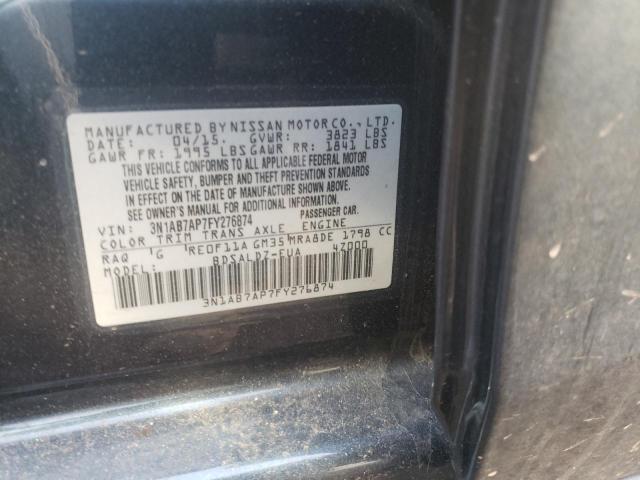 MANUFACTURED BY NISSAN MOTOR CO., LTD.
DATE: 04/15. GVWR: 3823 LBS
GAWR FR: 1995 LBS GAWR RR: 1841 LBS
THIS VEHICLE CONFORMS TO ALL APPLICABLE FEDERAL MOTOR
VEHICLE SAFETY, BUMPER AND THEFT PREVENTION STANDARDS
IN EFFECT ON THE DATE OF MANUFACTURE SHOWN ABOVE.
SEE OWNER'S MANUAL FOR ADDITIONAL INFORMATION.
VIN: 3N1AB7AP7FY276874 PASSENGER CAR.
COLOR TRIM TRANS AXLE ENGINE
RAQ G RE0F11A GM35 MRA8DE 1798 CC
MODEL: BDSALDZ-EUA 4Z000
3N1AB7AP7FY276874